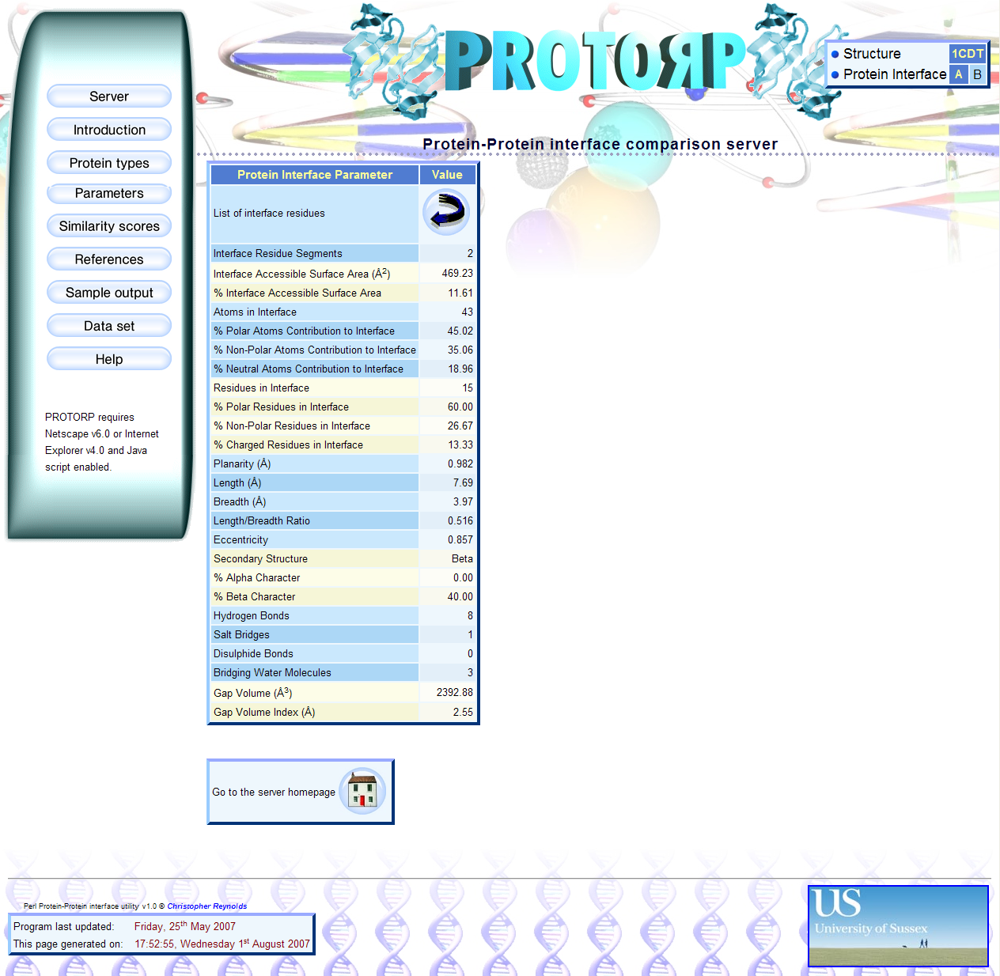 PROTORP
Structure 1CDT
Protein Interface A B
Protein-Protein interface comparison server
Server
Introduction
Protein types
Parameters
Similarity scores
References
Sample output
Data set
Help
PROTORP requires
Netscape v6.0 or Internet
Explorer v4.0 and Java
script enabled.
Protein Interface Parameter Value
List of interface residues
Interface Residue Segments 2
Interface Accessible Surface Area (Å²) 469.23
% Interface Accessible Surface Area 11.61
Atoms in Interface 43
% Polar Atoms Contribution to Interface 45.02
% Non-Polar Atoms Contribution to Interface 35.06
% Neutral Atoms Contribution to Interface 18.96
Residues in Interface 15
% Polar Residues in Interface 60.00
% Non-Polar Residues in Interface 26.67
% Charged Residues in Interface 13.33
Planarity (Å) 0.982
Length (Å) 7.69
Breadth (Å) 3.97
Length/Breadth Ratio 0.516
Eccentricity 0.857
Secondary Structure Beta
% Alpha Character 0.00
% Beta Character 40.00
Hydrogen Bonds 8
Salt Bridges 1
Disulphide Bonds 0
Bridging Water Molecules 3
Gap Volume (Å³) 2392.88
Gap Volume Index (Å) 2.55
Go to the server homepage
Perl Protein-Protein interface utility v1.0 © Christopher Reynolds
Program last updated: Friday, 25th May 2007
This page generated on: 17:52:55, Wednesday 1st August 2007
US
University of Sussex